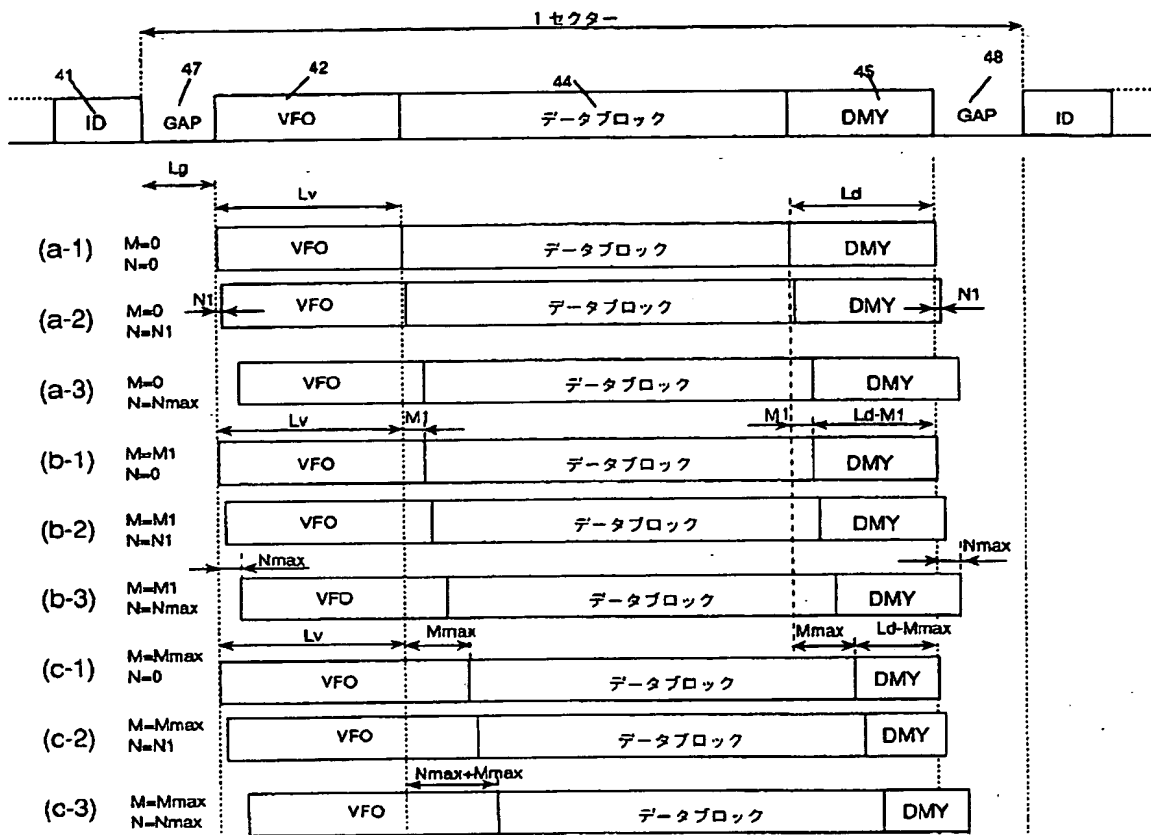 1セクター
41 47 42 44 45 48
ID GAP VFO データブロック DMY GAP ID
Lg
Lv Ld
(a-1) M=0 N=0 VFO データブロック DMY
(a-2) M=0 N=N1 N1 VFO データブロック DMY N1
(a-3) M=0 N=Nmax VFO データブロック DMY
Lv M1 M1 Ld-M1
(b-1) M=M1 N=0 VFO データブロック DMY
(b-2) M=M1 N=N1 VFO データブロック DMY
Nmax Nmax
(b-3) M=M1 N=Nmax VFO データブロック DMY
Lv Mmax Mmax Ld-Mmax
(c-1) M=Mmax N=0 VFO データブロック DMY
(c-2) M=Mmax N=N1 VFO データブロック DMY
Nmax+Mmax
(c-3) M=Mmax N=Nmax VFO データブロック DMY